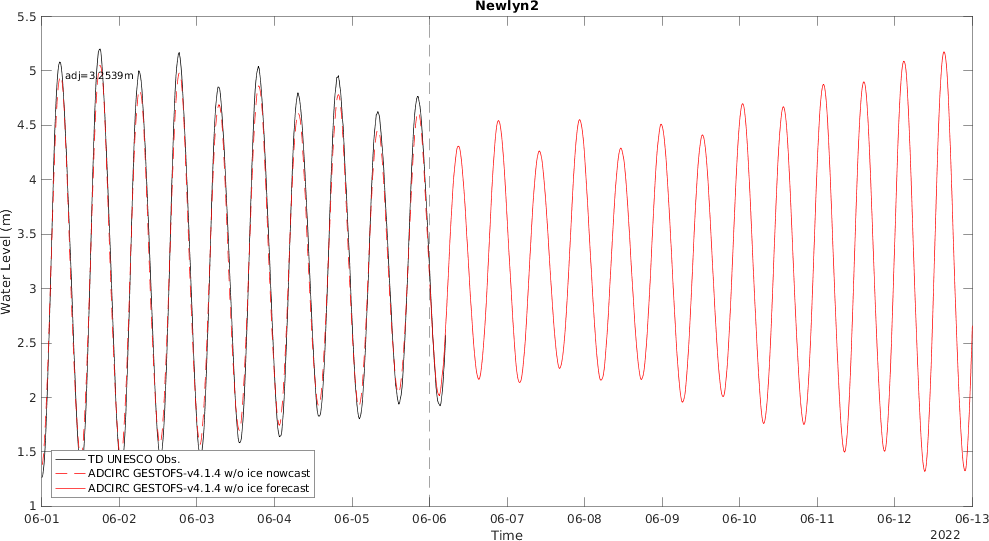 Newlyn2
adj=3.2539m
Water Level (m)
5.5
5
4.5
4
3.5
3
2.5
2
1.5
1
TD UNESCO Obs.
ADCIRC GESTOFS-v4.1.4 w/o ice nowcast
ADCIRC GESTOFS-v4.1.4 w/o ice forecast
06-01 06-02 06-03 06-04 06-05 06-06 06-07 06-08 06-09 06-10 06-11 06-12 06-13
Time
2022